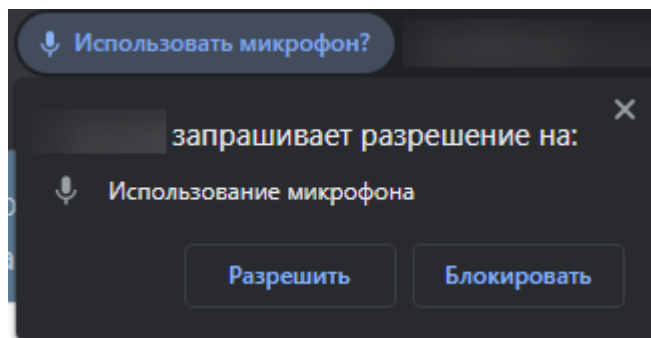 Использовать микрофон?
запрашивает разрешение на:
Использование микрофона
Разрешить
Блокировать